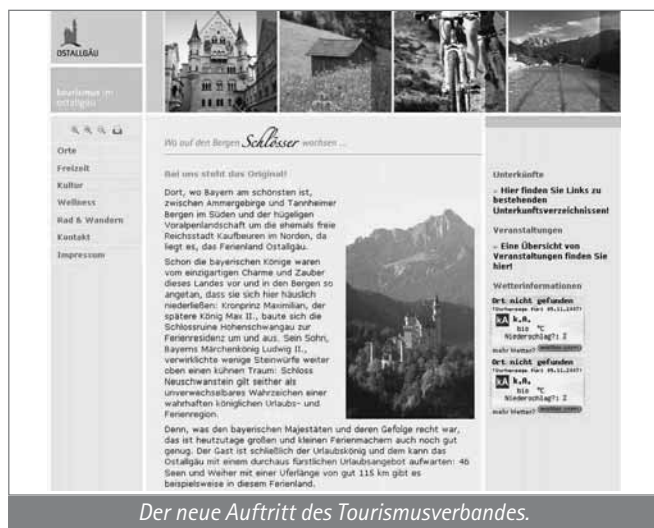 OSTALLGÄU
tourismus im
ostallgäu
Orte
Freizeit
Kultur
Wellness
Rad & Wandern
Kontakt
Impressum
Wo auf den Bergen Schlösser wachsen ...
Bei uns steht das Original!
Dort, wo Bayern am schönsten ist,
zwischen Ammergebirge und Tannheimer
Bergen im Süden und der hügeligen
Voralpenlandschaft um die ehemals freie
Reichsstadt Kaufbeuren im Norden, da
liegt es, das Ferienland Ostallgäu.
Schon die bayerischen Könige waren
vom einzigartigen Charme und Zauber
dieses Landes vor und in den Bergen so
angetan, dass sie sich hier häuslich
niederließen: Kronprinz Maximilian, der
spätere König Max II., baute sich die
Schlossruine Hohenschwangau zur
Ferienresidenz um und aus. Sein Sohn,
Bayerns Märchenkönig Ludwig II.,
verwirklichte wenige Steinwürfe weiter
oben einen kühnen Traum: Schloss
Neuschwanstein gilt seither als
unverwechselbares Wahrzeichen einer
wahrhaften königlichen Urlaubs- und
Ferienregion.
Denn, was den bayerischen Majestäten und deren Gefolge recht war,
das ist heutzutage großen und kleinen Ferienmachern auch noch gut
genug. Der Gast ist schließlich der Urlaubskönig und dem kann das
Ostallgäu mit einem durchaus fürstlichen Urlaubsangebot aufwarten: 46
Seen und Weiher mit einer Uferlänge von gut 115 km gibt es
beispielsweise in diesem Ferienland.
Unterkünfte
» Hier finden Sie Links zu
bestehenden
Unterkunftsverzeichnissen!
Veranstaltungen
» Eine Übersicht von
Veranstaltungen finden Sie
hier!
Wetterinformationen
Ort nicht gefunden
kA k.A.
bis °C
Niederschlag?: %
mehr Wetter?
Ort nicht gefunden
kA k.A.
bis °C
Niederschlag?: %
mehr Wetter?
Der neue Auftritt des Tourismusverbandes.